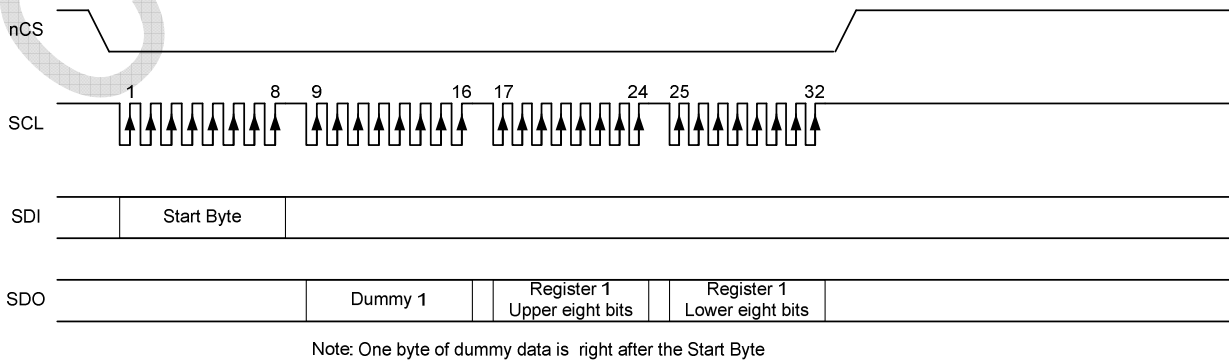 nCS
1 8 9 16 17 24 25 32
SCL
SDI Start Byte
SDO Dummy 1 Register 1 Upper eight bits Register 1 Lower eight bits
Note: One byte of dummy data is right after the Start Byte